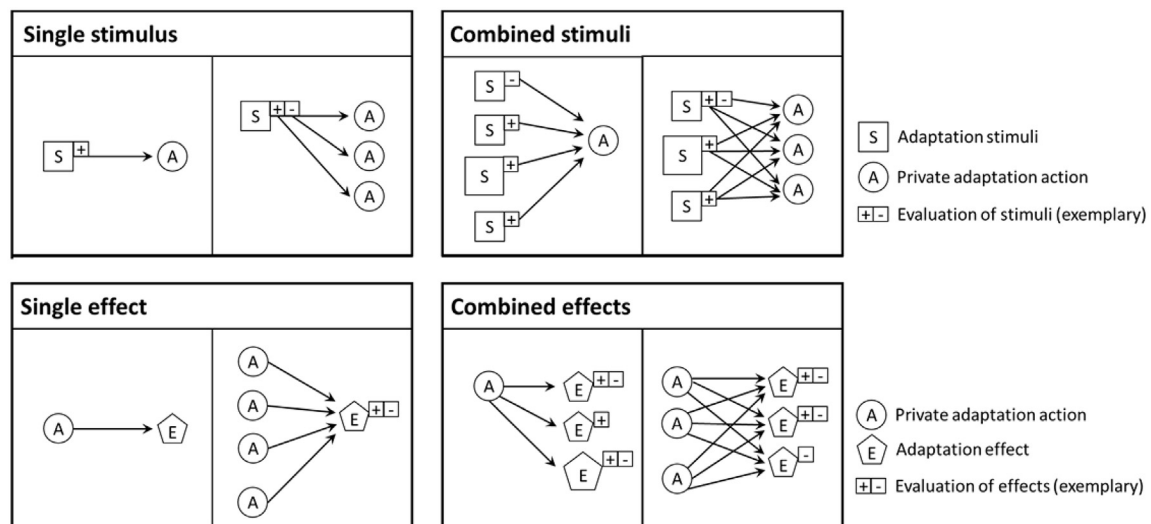 Single stimulus
S + A
S + - A
A
A
Combined stimuli
S -
S +
S +
S +
A
S + - A
S + A
S + A
S Adaptation stimuli
A Private adaptation action
+ - Evaluation of stimuli (exemplary)
Single effect
A E
A
A
A
A
E + -
Combined effects
A E + -
E +
E + -
A E + -
A E + -
A E -
A Private adaptation action
E Adaptation effect
+ - Evaluation of effects (exemplary)